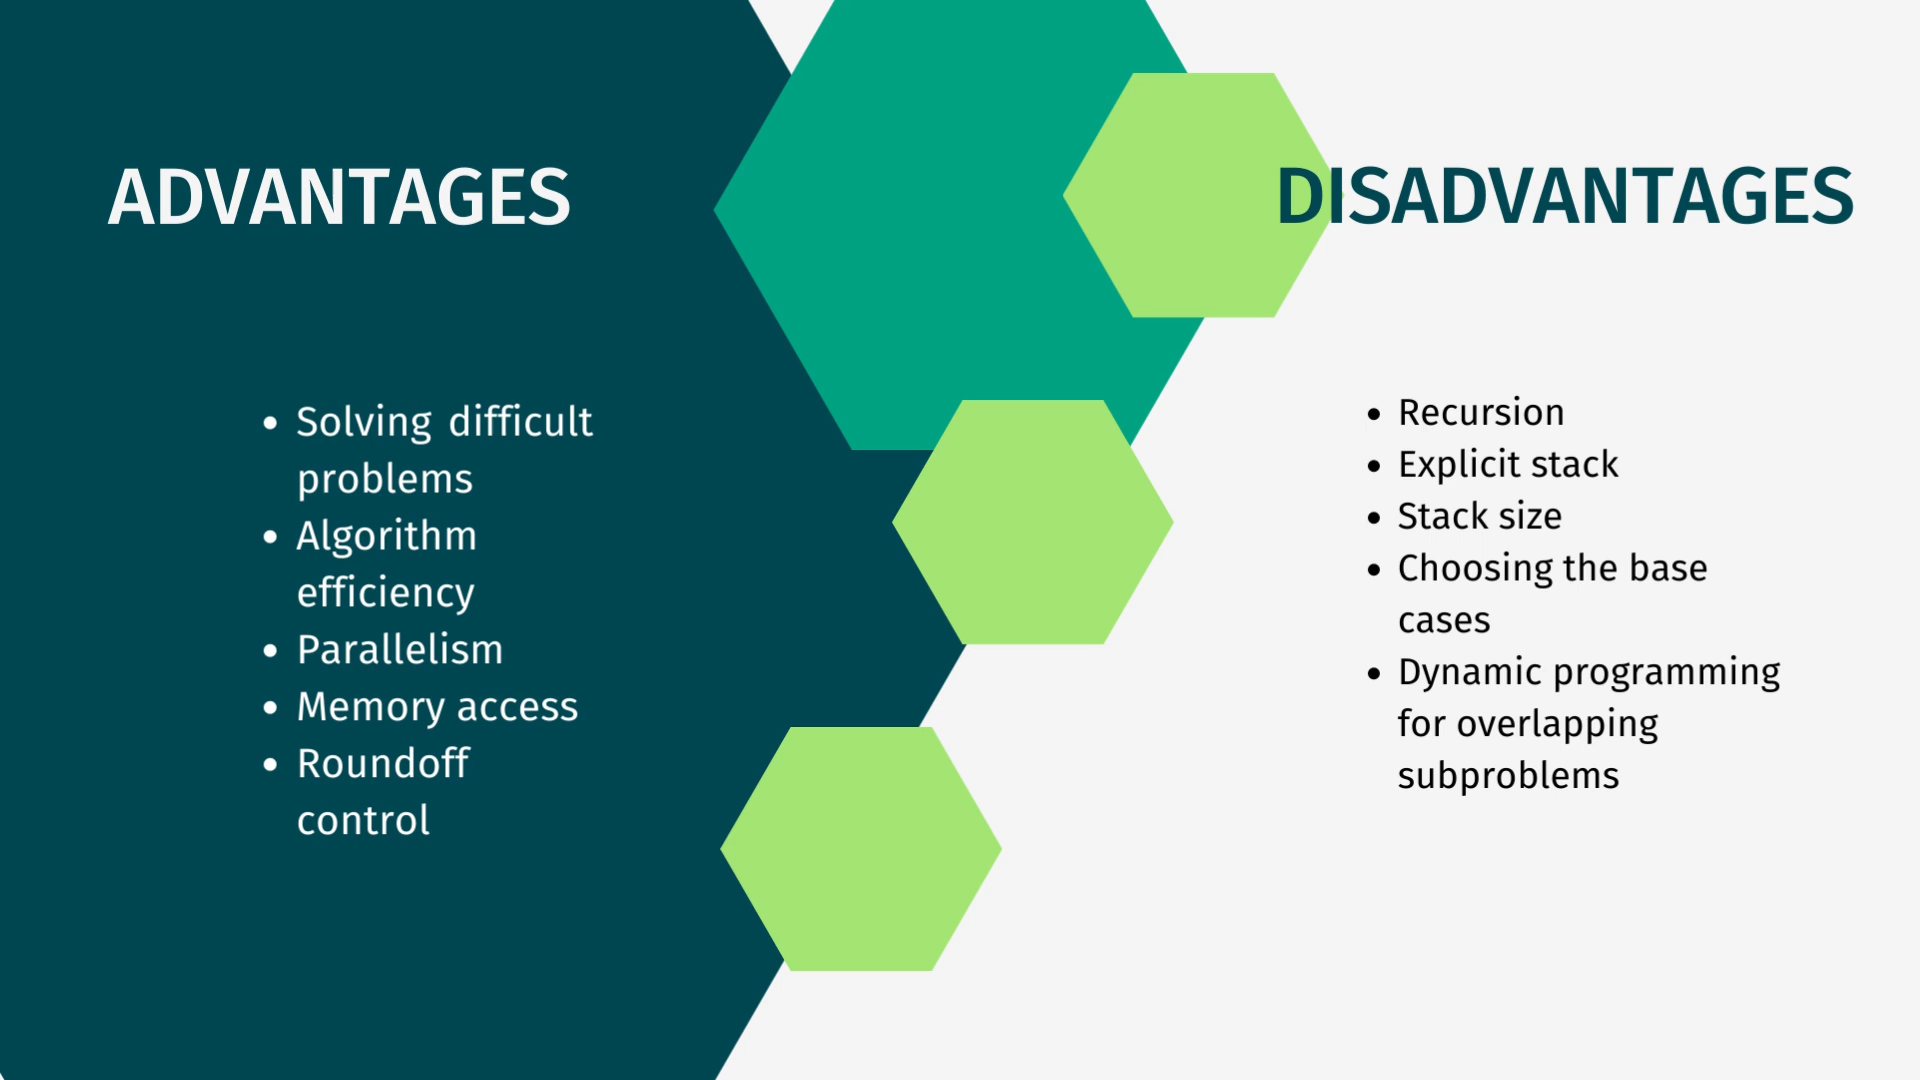 ADVANTAGES
• Solving difficult
problems
• Algorithm
efficiency
• Parallelism
• Memory access
• Roundoff
control
DISADVANTAGES
• Recursion
• Explicit stack
• Stack size
• Choosing the base
cases
• Dynamic programming
for overlapping
subproblems